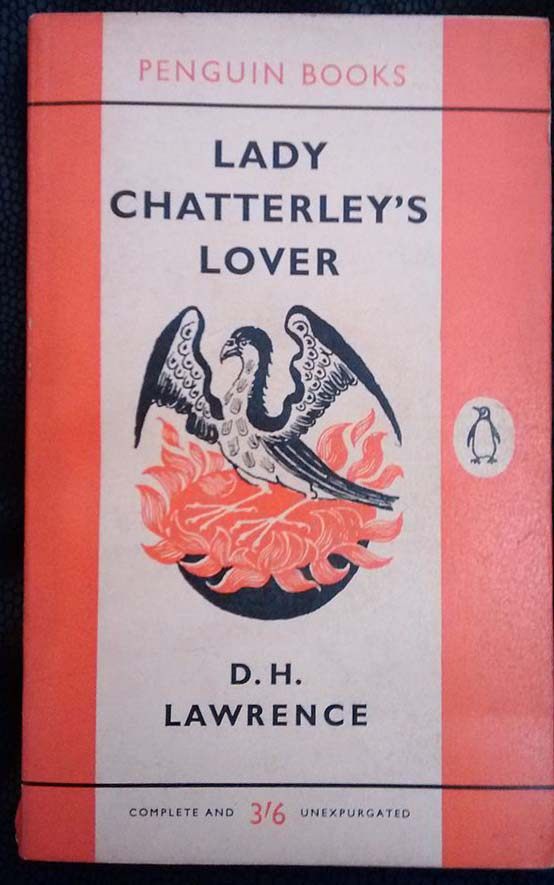 PENGUIN BOOKS
LADY
CHATTERLEY'S
LOVER
D. H.
LAWRENCE
COMPLETE AND 3/6 UNEXPURGATED